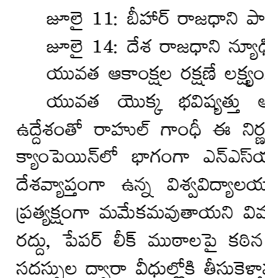 జూలై 11: బీహార్ రాజధాని పా
జూలై 14: దేశ రాజధాని న్యూఢి
యువత ఆకాంక్షల రక్షణే లక్ష్యం
యువత యొక్క భవిష్యత్తు
ఉద్దేశంతో రాహుల్ గాంధీ ఈ నిర్ణ
క్యాంపెయిన్‌లో భాగంగా ఎన్ఎస్‌య
దేశవ్యాప్తంగా ఉన్న విశ్వవిద్యాలయ
ప్రత్యక్షంగా మమేకమవుతాయని వివ
రద్దు, పేపర్ లీక్ ముఠాలపై కఠిన
సదస్సుల ద్వారా వీధుల్లోకి తీసుకెళ్లా